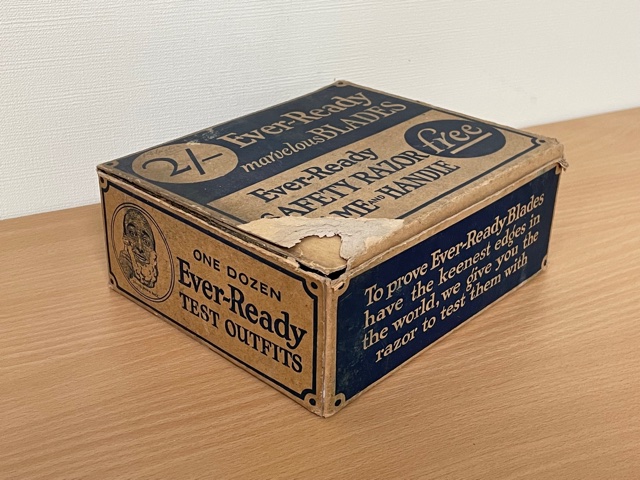 2/-
Ever-Ready
marvelous BLADES
Ever-Ready
SAFETY RAZOR
AND HANDLE
free
ONE DOZEN
Ever-Ready
TEST OUTFITS
To prove Ever-Ready Blades
have the keenest edges in
the world, we give you the
razor to test them with